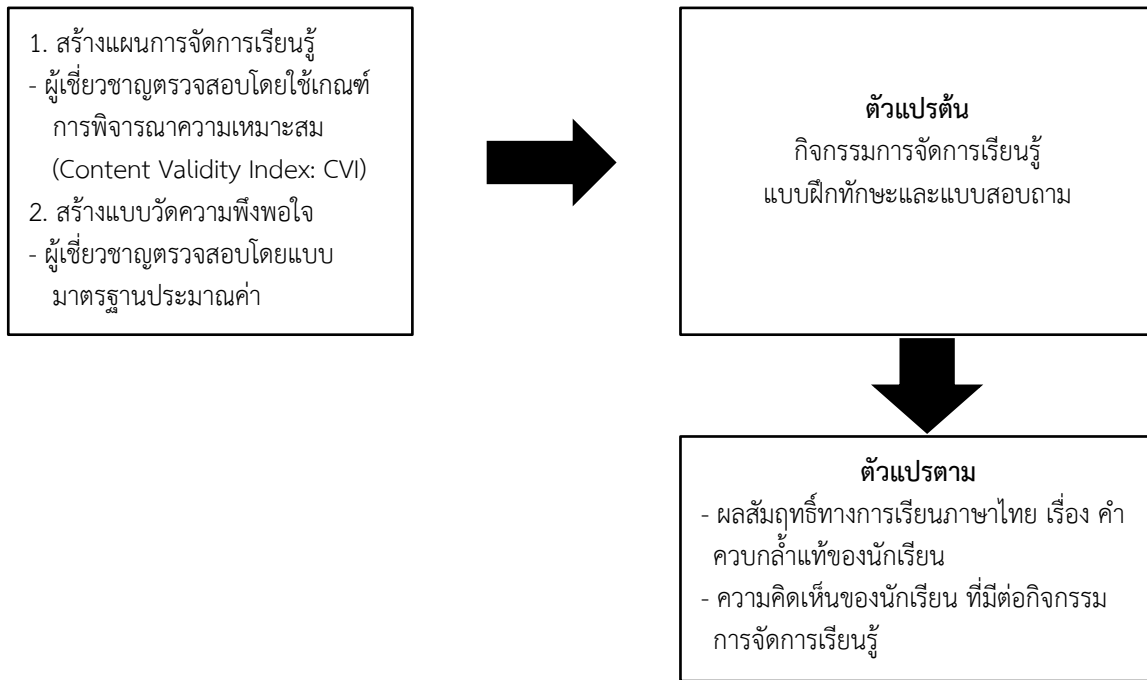 1. สร้างแผนการจัดการเรียนรู้
- ผู้เชี่ยวชาญตรวจสอบโดยใช้เกณฑ์
การพิจารณาความเหมาะสม
(Content Validity Index: CVI)
2. สร้างแบบวัดความพึงพอใจ
- ผู้เชี่ยวชาญตรวจสอบโดยแบบ
มาตรฐานประมาณค่า
ตัวแปรต้น
กิจกรรมการจัดการเรียนรู้
แบบฝึกทักษะและแบบสอบถาม
ตัวแปรตาม
- ผลสัมฤทธิ์ทางการเรียนภาษาไทย เรื่อง คำ
ควบกล้ำแท้ของนักเรียน
- ความคิดเห็นของนักเรียน ที่มีต่อกิจกรรม
การจัดการเรียนรู้